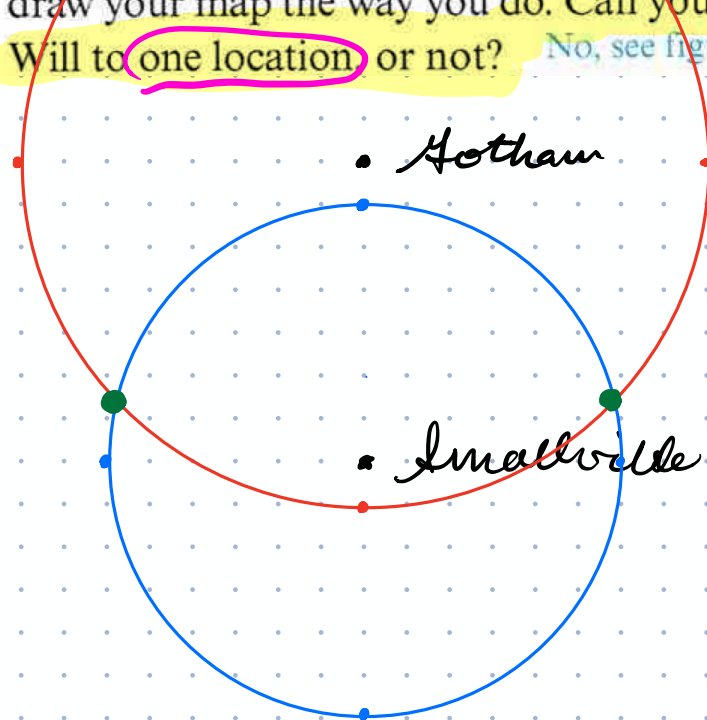 draw your map the way you do. Can you
Will to one location, or not? No, see fig
Gotham
Smallville